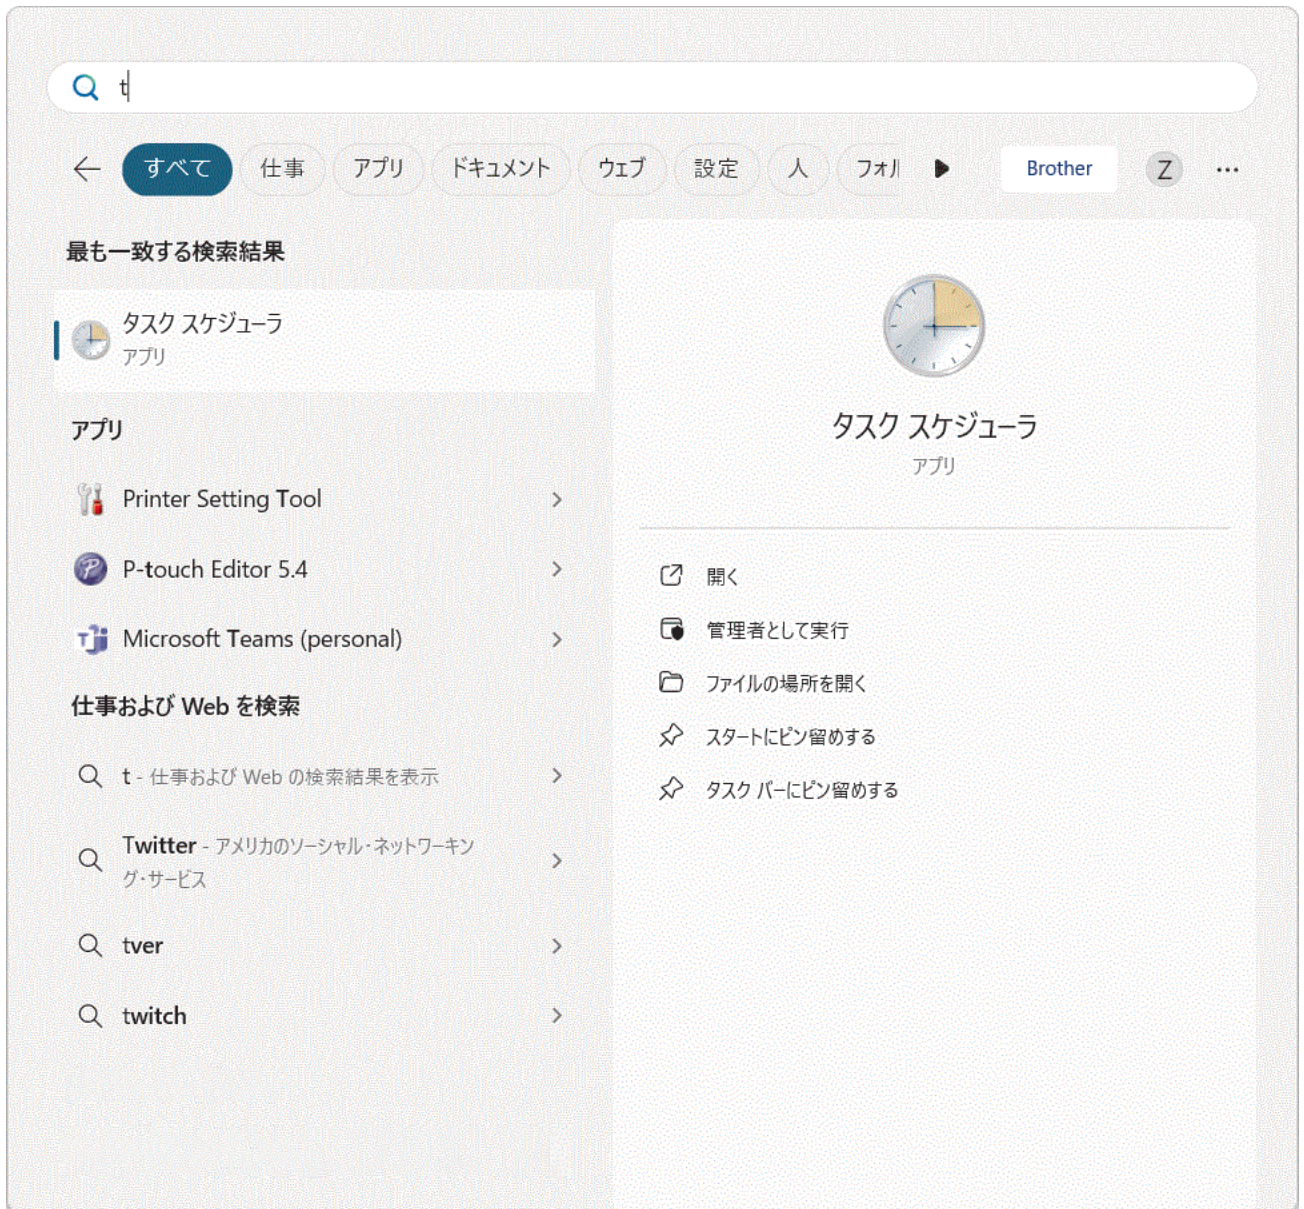 t
すべて
仕事
アプリ
ドキュメント
ウェブ
設定
人
フォル
Brother
Z
最も一致する検索結果
タスク スケジューラ
アプリ
アプリ
Printer Setting Tool
P-touch Editor 5.4
Microsoft Teams (personal)
仕事および Web を検索
t - 仕事および Web の検索結果を表示
Twitter - アメリカのソーシャル・ネットワーキン
グ・サービス
tver
twitch
タスク スケジューラ
アプリ
開く
管理者として実行
ファイルの場所を開く
スタートにピン留めする
タスク バーにピン留めする